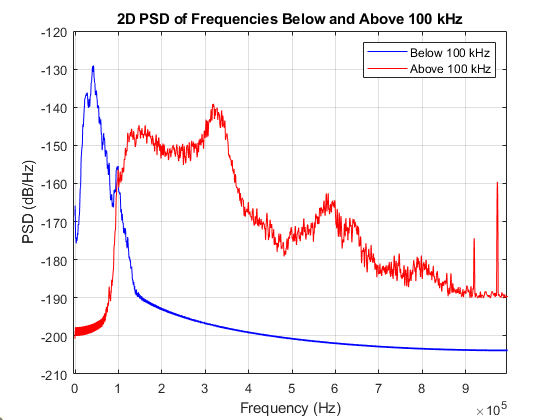 2D PSD of Frequencies Below and Above 100 kHz
Below 100 kHz
Above 100 kHz
PSD (dB/Hz)
-120
-130
-140
-150
-160
-170
-180
-190
-200
-210
0 1 2 3 4 5 6 7 8 9
×10⁵
Frequency (Hz)